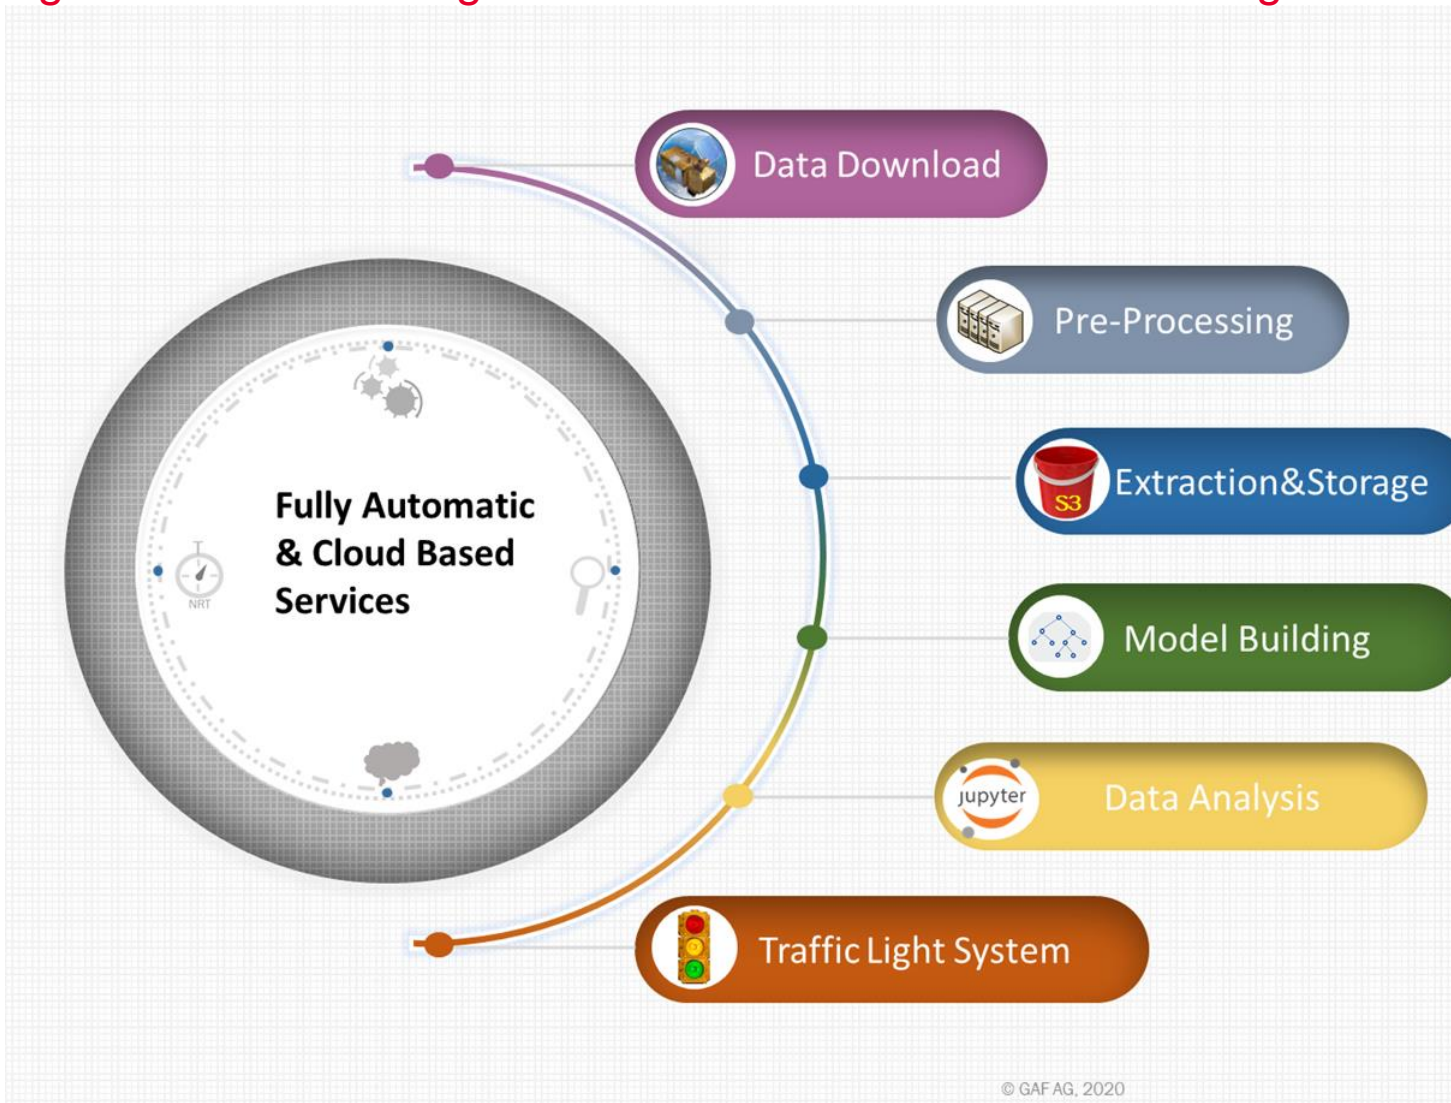 Data Download
Pre-Processing
S3
Extraction&Storage
Fully Automatic
& Cloud Based
Services
NRT
Model Building
Jupyter
Data Analysis
Traffic Light System
© GAF AG, 2020